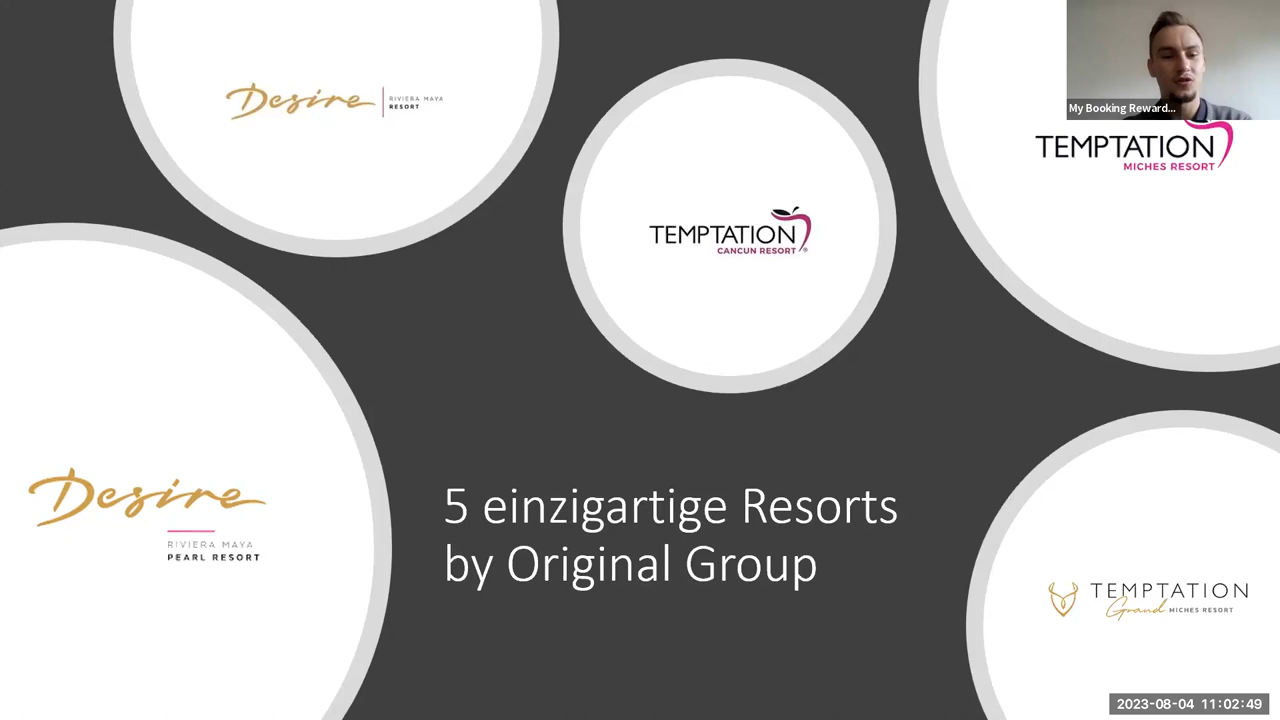 Desire
RIVIERA MAYA
RESORT
My Booking Reward...
TEMPTATION
MICHES RESORT
TEMPTATION
CANCUN RESORT®
Desire
RIVIERA MAYA
PEARL RESORT
5 einzigartige Resorts
by Original Group
TEMPTATION
Grand MICHES RESORT
2023-08-04 11:02:49